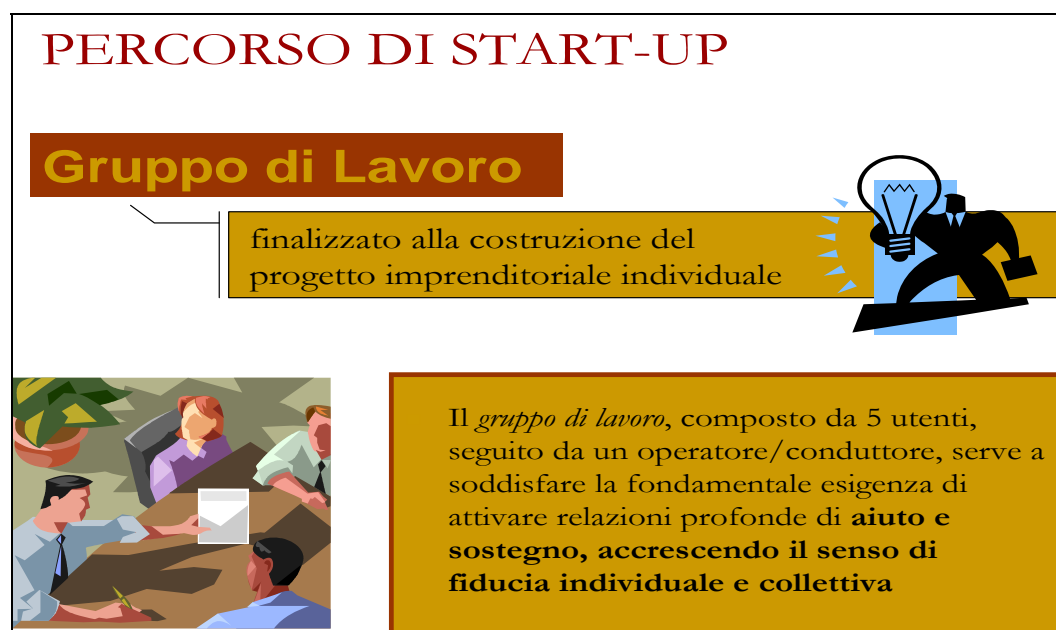 PERCORSO DI START-UP
Gruppo di Lavoro
finalizzato alla costruzione del
progetto imprenditoriale individuale
Il gruppo di lavoro, composto da 5 utenti,
seguito da un operatore/conduttore, serve a
soddisfare la fondamentale esigenza di
attivare relazioni profonde di aiuto e
sostegno, accrescendo il senso di
fiducia individuale e collettiva